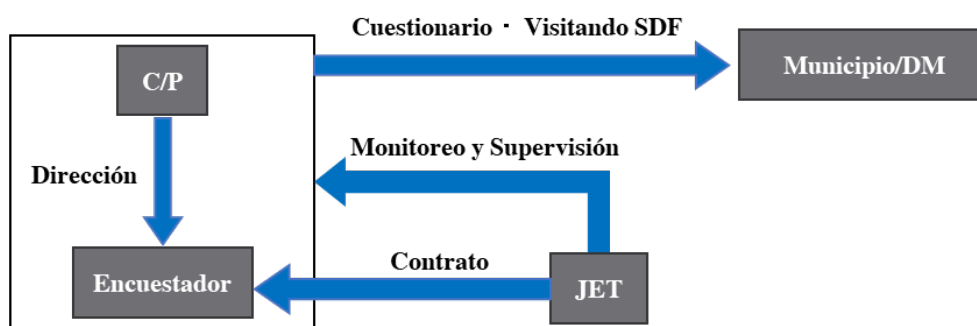 Cuestionario・Visitando SDF
C/P
Municipio/DM
Monitoreo y Supervisión
Dirección
Contrato
Encuestador
JET